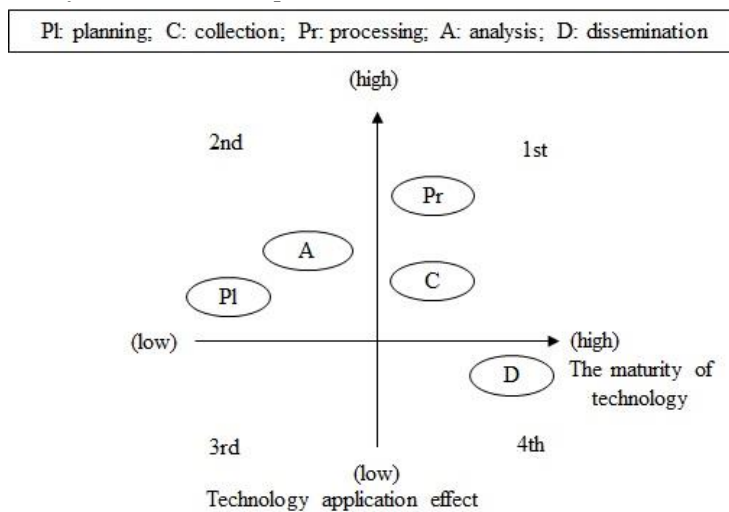 Pl: planning; C: collection; Pr: processing; A: analysis; D: dissemination
(high)
2nd
1st
Pr
A
C
Pl
(low)
(high)
D
The maturity of
technology
3rd
4th
(low)
Technology application effect